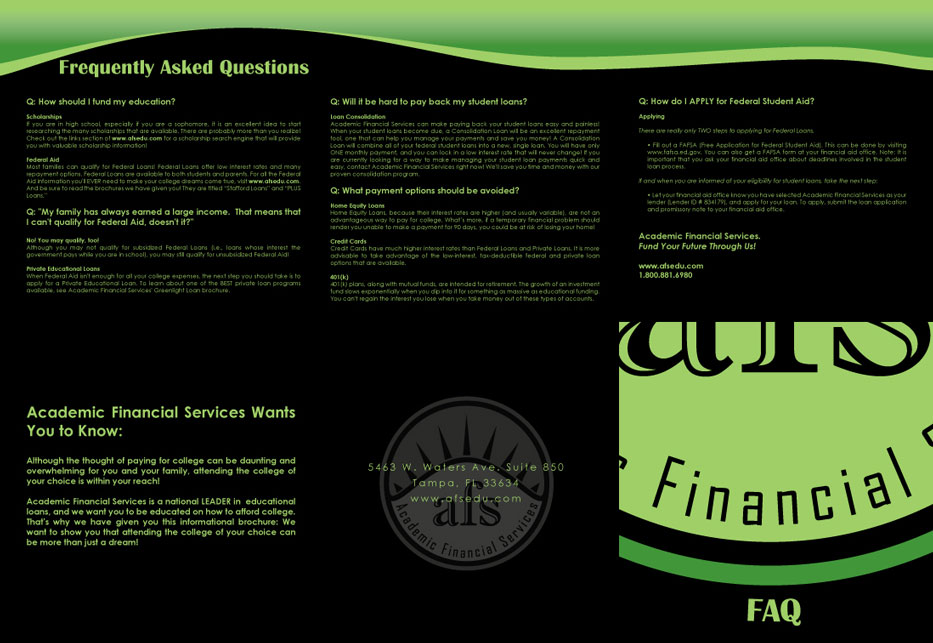 Frequently Asked Questions
Q: How should I fund my education?
Scholarships
If you are in high school, especially if you are a sophomore, it is an excellent idea to start
researching the many scholarships that are available. There are probably more than you realize!
Check out the links section of www.afsedu.com for a scholarship search engine that will provide
you with valuable scholarship information!
Federal Aid
Most families can qualify for Federal Loans! Federal Loans offer low interest rates and many
repayment options. Federal Loans are available to both students and parents. For all the Federal
Aid information you'll EVER need to make your college dreams come true, visit www.afsedu.com.
And be sure to read the brochures we have given you! They are titled "Stafford Loans" and "PLUS
Loans."
Q: "My family has always earned a large income. That means that
I can't qualify for Federal Aid, doesn't it?"
No! You may qualify, too!
Although you may not qualify for subsidized Federal Loans (i.e., loans whose interest the
government pays while you are in school), you may still qualify for unsubsidized Federal Aid!
Private Educational Loans
When Federal Aid isn't enough for all your college expenses, the next step you should take is to
apply for a Private Educational Loan. To learn about one of the BEST private loan programs
available, see Academic Financial Services' Greenlight Loan brochure.
Q: Will it be hard to pay back my student loans?
Loan Consolidation
Academic Financial Services can make paying back your student loans easy and painless!
When your student loans become due, a Consolidation Loan will be an excellent repayment
tool, one that can help you manage your payments and save you money! A Consolidation
Loan will combine all of your federal student loans into a new, single, loan. You will have only
ONE monthly payment, and you can lock in a low interest rate that will never change! If you
are currently looking for a way to make managing your student loan payments quick and
easy, contact Academic Financial Services right now! We'll save you time and money with our
proven consolidation program.
Q: What payment options should be avoided?
Home Equity Loans
Home Equity Loans, because their interest rates are higher (and usually variable), are not an
advantageous way to pay for college. What's more, if a temporary financial problem should
render you unable to make a payment for 90 days, you could be at risk of losing your home!
Credit Cards
Credit Cards have much higher interest rates than Federal Loans and Private Loans. It is more
advisable to take advantage of the low-interest, tax-deductible federal and private loan
options that are available.
401(k)
401(k) plans, along with mutual funds, are intended for retirement. The growth of an investment
fund slows exponentially when you dip into it for something as massive as educational funding.
You can't regain the interest you lose when you take money out of these types of accounts.
Q: How do I APPLY for Federal Student Aid?
Applying
There are really only TWO steps to applying for Federal Loans.
• Fill out a FAFSA (Free Application for Federal Student Aid). This can be done by visiting
www.fafsa.ed.gov. You can also get a FAFSA form at your financial aid office. Note: It is
important that you ask your financial aid office about deadlines involved in the student
loan process.
If and when you are informed of your eligibility for student loans, take the next step:
• Let your financial aid office know you have selected Academic Financial Services as your
lender (Lender ID # 834179), and apply for your loan. To apply, submit the loan application
and promissory note to your financial aid office.
Academic Financial Services.
Fund Your Future Through Us!
www.afsedu.com
1.800.881.6980
Academic Financial Services Wants
You to Know:
Although the thought of paying for college can be daunting and
overwhelming for you and your family, attending the college of
your choice is within your reach!
Academic Financial Services is a national LEADER in educational
loans, and we want you to be educated on how to afford college.
That's why we have given you this informational brochure: We
want to show you that attending the college of your choice can
be more than just a dream!
5463 W. Waters Ave. Suite 850
Tampa, FL 33634
www.afsedu.com
afs
Academic Financial Services
afs
Financial
FAQ